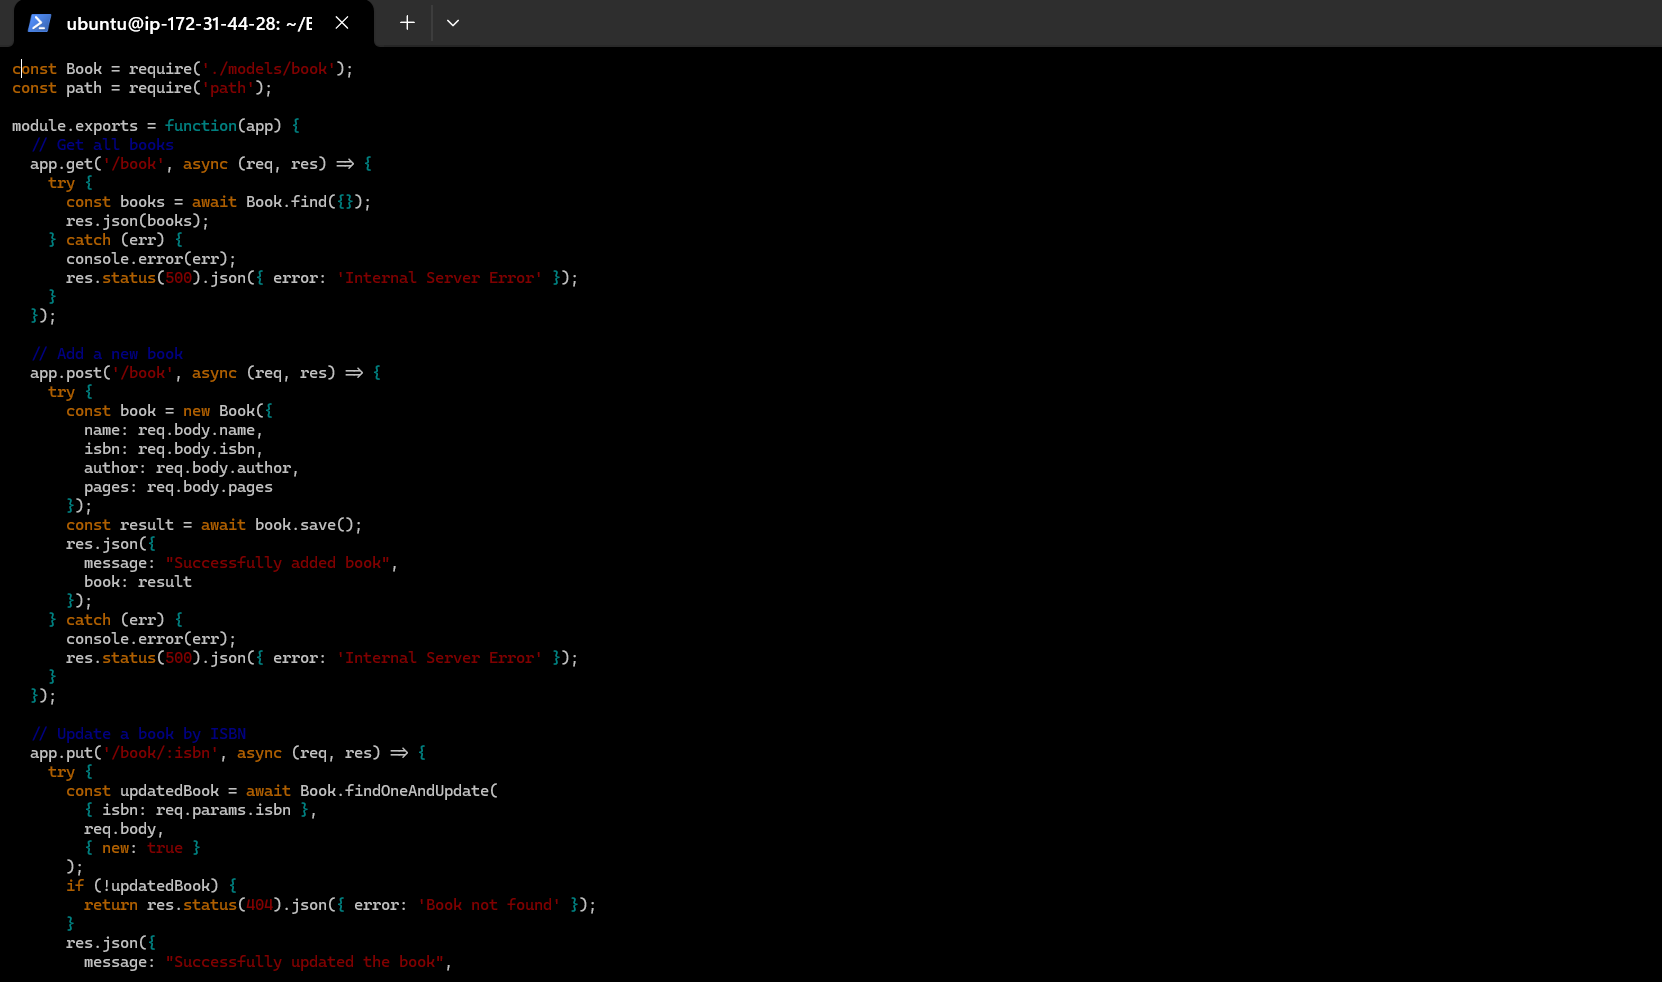 ubuntu@ip-172-31-44-28: ~/E
const Book = require('./models/book');
const path = require('path');

module.exports = function(app) {
  // Get all books
  app.get('/book', async (req, res) => {
    try {
      const books = await Book.find({});
      res.json(books);
    } catch (err) {
      console.error(err);
      res.status(500).json({ error: 'Internal Server Error' });
    }
  });

  // Add a new book
  app.post('/book', async (req, res) => {
    try {
      const book = new Book({
        name: req.body.name,
        isbn: req.body.isbn,
        author: req.body.author,
        pages: req.body.pages
      });
      const result = await book.save();
      res.json({
        message: "Successfully added book",
        book: result
      });
    } catch (err) {
      console.error(err);
      res.status(500).json({ error: 'Internal Server Error' });
    }
  });

  // Update a book by ISBN
  app.put('/book/:isbn', async (req, res) => {
    try {
      const updatedBook = await Book.findOneAndUpdate(
        { isbn: req.params.isbn },
        req.body,
        { new: true }
      );
      if (!updatedBook) {
        return res.status(404).json({ error: 'Book not found' });
      }
      res.json({
        message: "Successfully updated the book",